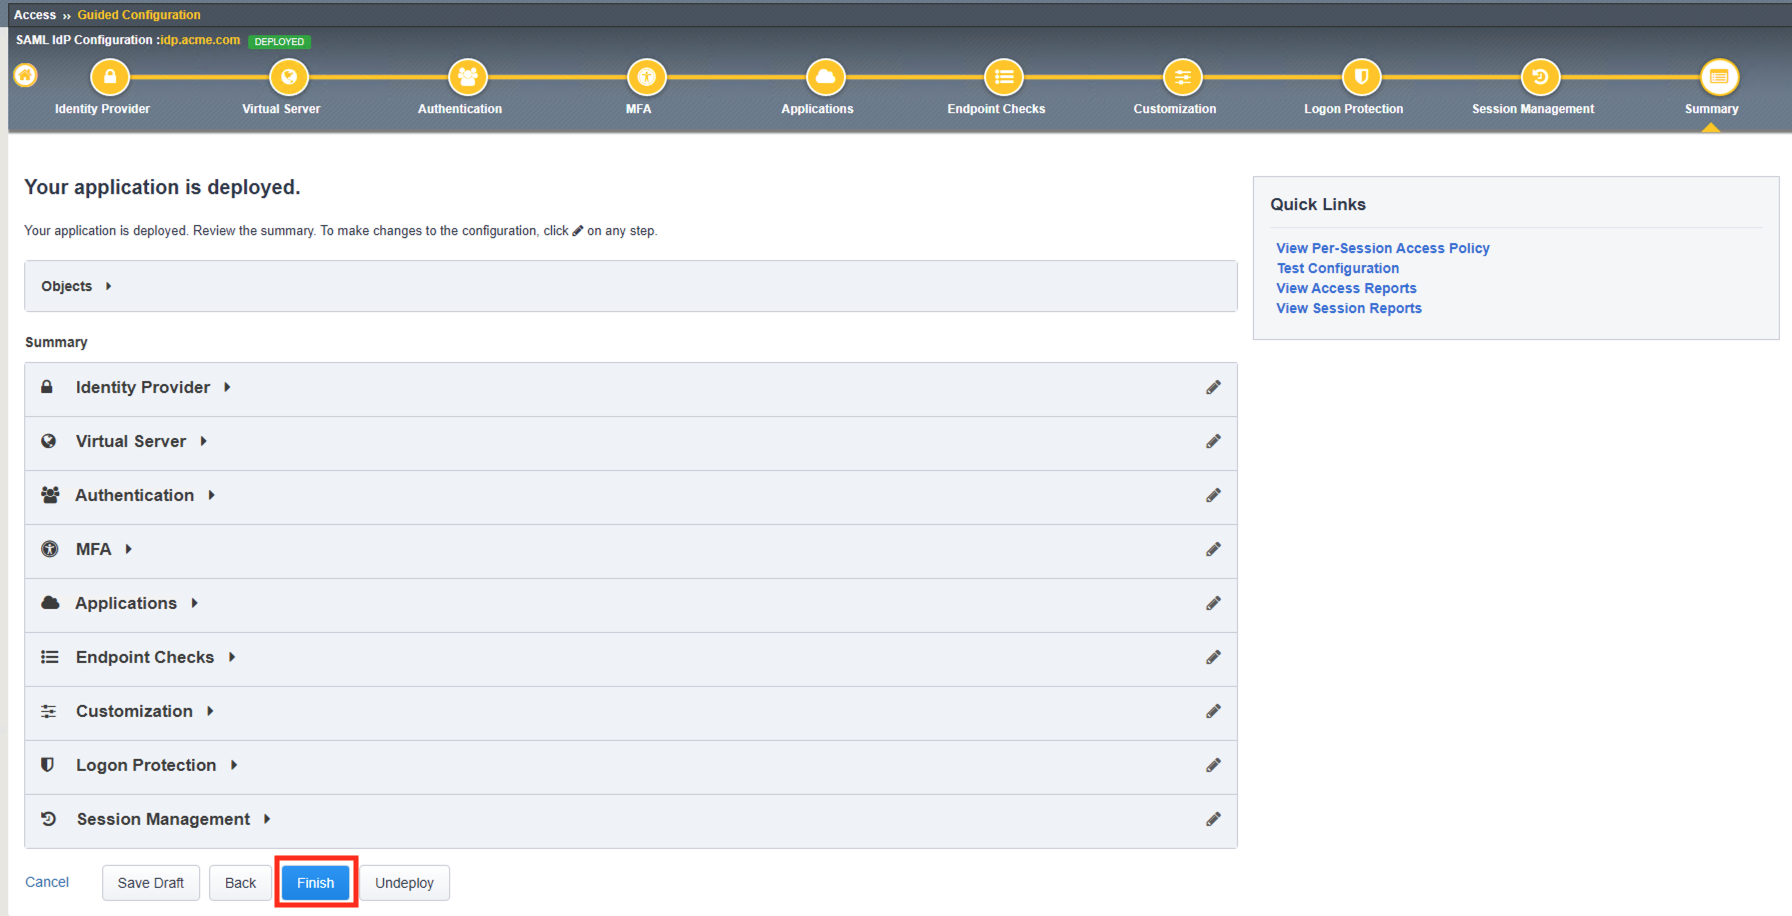 Access » Guided Configuration
SAML IdP Configuration :idp.acme.com DEPLOYED
Identity Provider Virtual Server Authentication MFA Applications Endpoint Checks Customization Logon Protection Session Management Summary
Your application is deployed.
Your application is deployed. Review the summary. To make changes to the configuration, click on any step.
Objects
Summary
Identity Provider
Virtual Server
Authentication
MFA
Applications
Endpoint Checks
Customization
Logon Protection
Session Management
Cancel Save Draft Back Finish Undeploy
Quick Links
View Per-Session Access Policy
Test Configuration
View Access Reports
View Session Reports